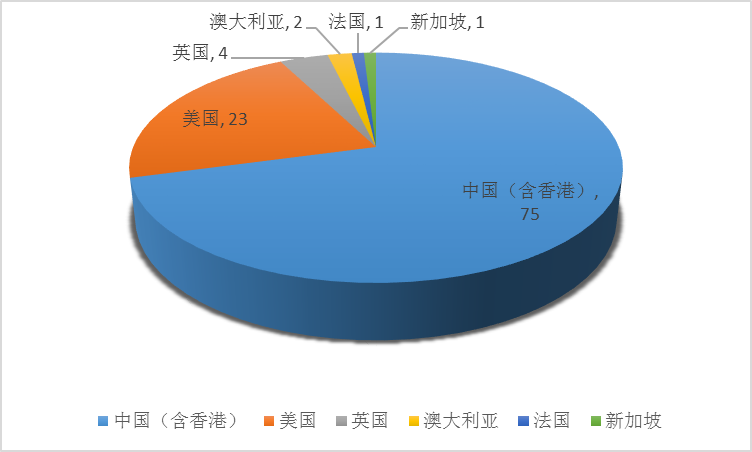 澳大利亚, 2
法国, 1
新加坡, 1
英国, 4
美国, 23
中国（含香港）,
75
中国（含香港） 美国 英国 澳大利亚 法国 新加坡